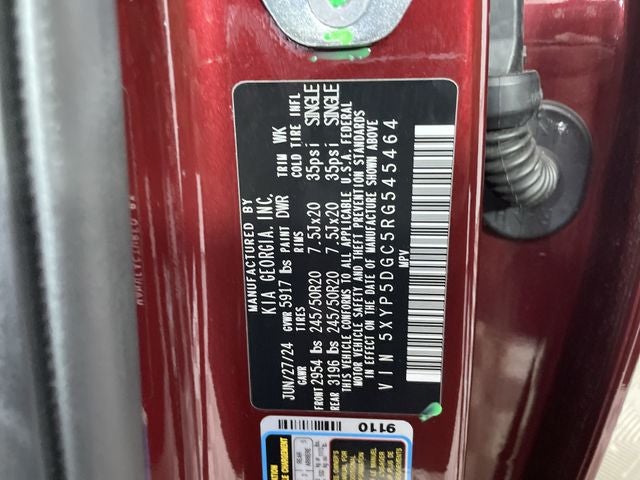 MANUFACTURED BY
KIA GEORGIA, INC.
JUN/27/24 GVWR 5917 lbs PAINT DWR TRIM WK
GAWR TIRES RIMS COLD TIRE INFL
FRONT 2954 lbs 245/50R20 7.5Jx20 35psi SINGLE
REAR 3196 lbs 245/50R20 7.5Jx20 35psi SINGLE
THIS VEHICLE CONFORMS TO ALL APPLICABLE U.S.A. FEDERAL
MOTOR VEHICLE SAFETY AND THEFT PREVENTION STANDARDS
IN EFFECT ON THE DATE OF MANUFACTURE SHOWN ABOVE
VIN 5XYP5DGC5RG545464
MPV
9110